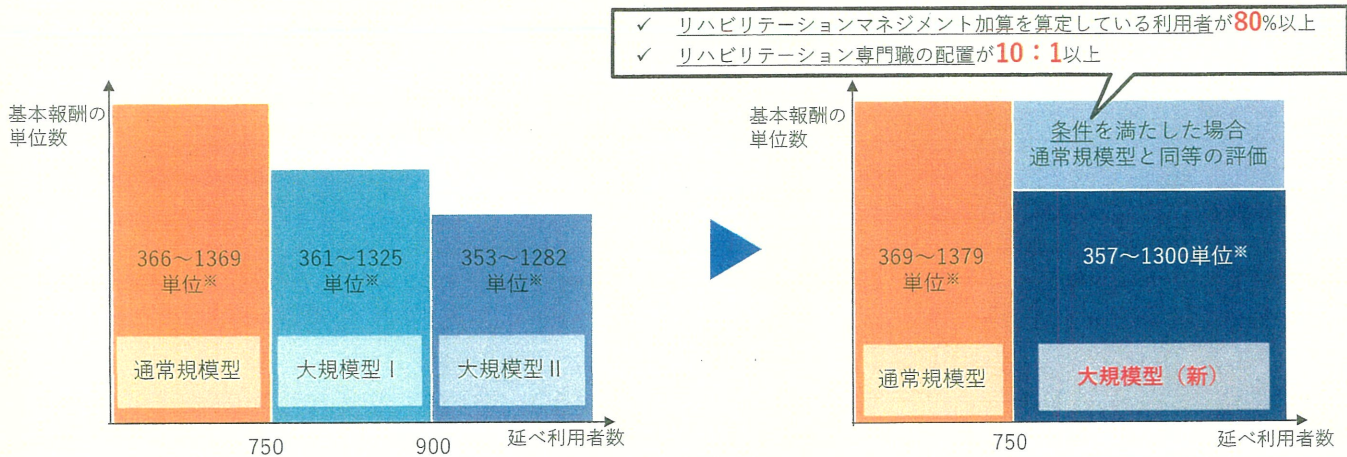 ✓ リハビリテーションマネジメント加算を算定している利用者が80%以上
✓ リハビリテーション専門職の配置が10：1以上
基本報酬の
単位数
366～1369
単位※
通常規模型
361～1325
単位※
大規模型Ⅰ
353～1282
単位※
大規模型Ⅱ
750
900
延べ利用者数
基本報酬の
単位数
条件を満たした場合
通常規模型と同等の評価
369～1379
単位※
通常規模型
357～1300単位※
大規模型（新）
750
延べ利用者数